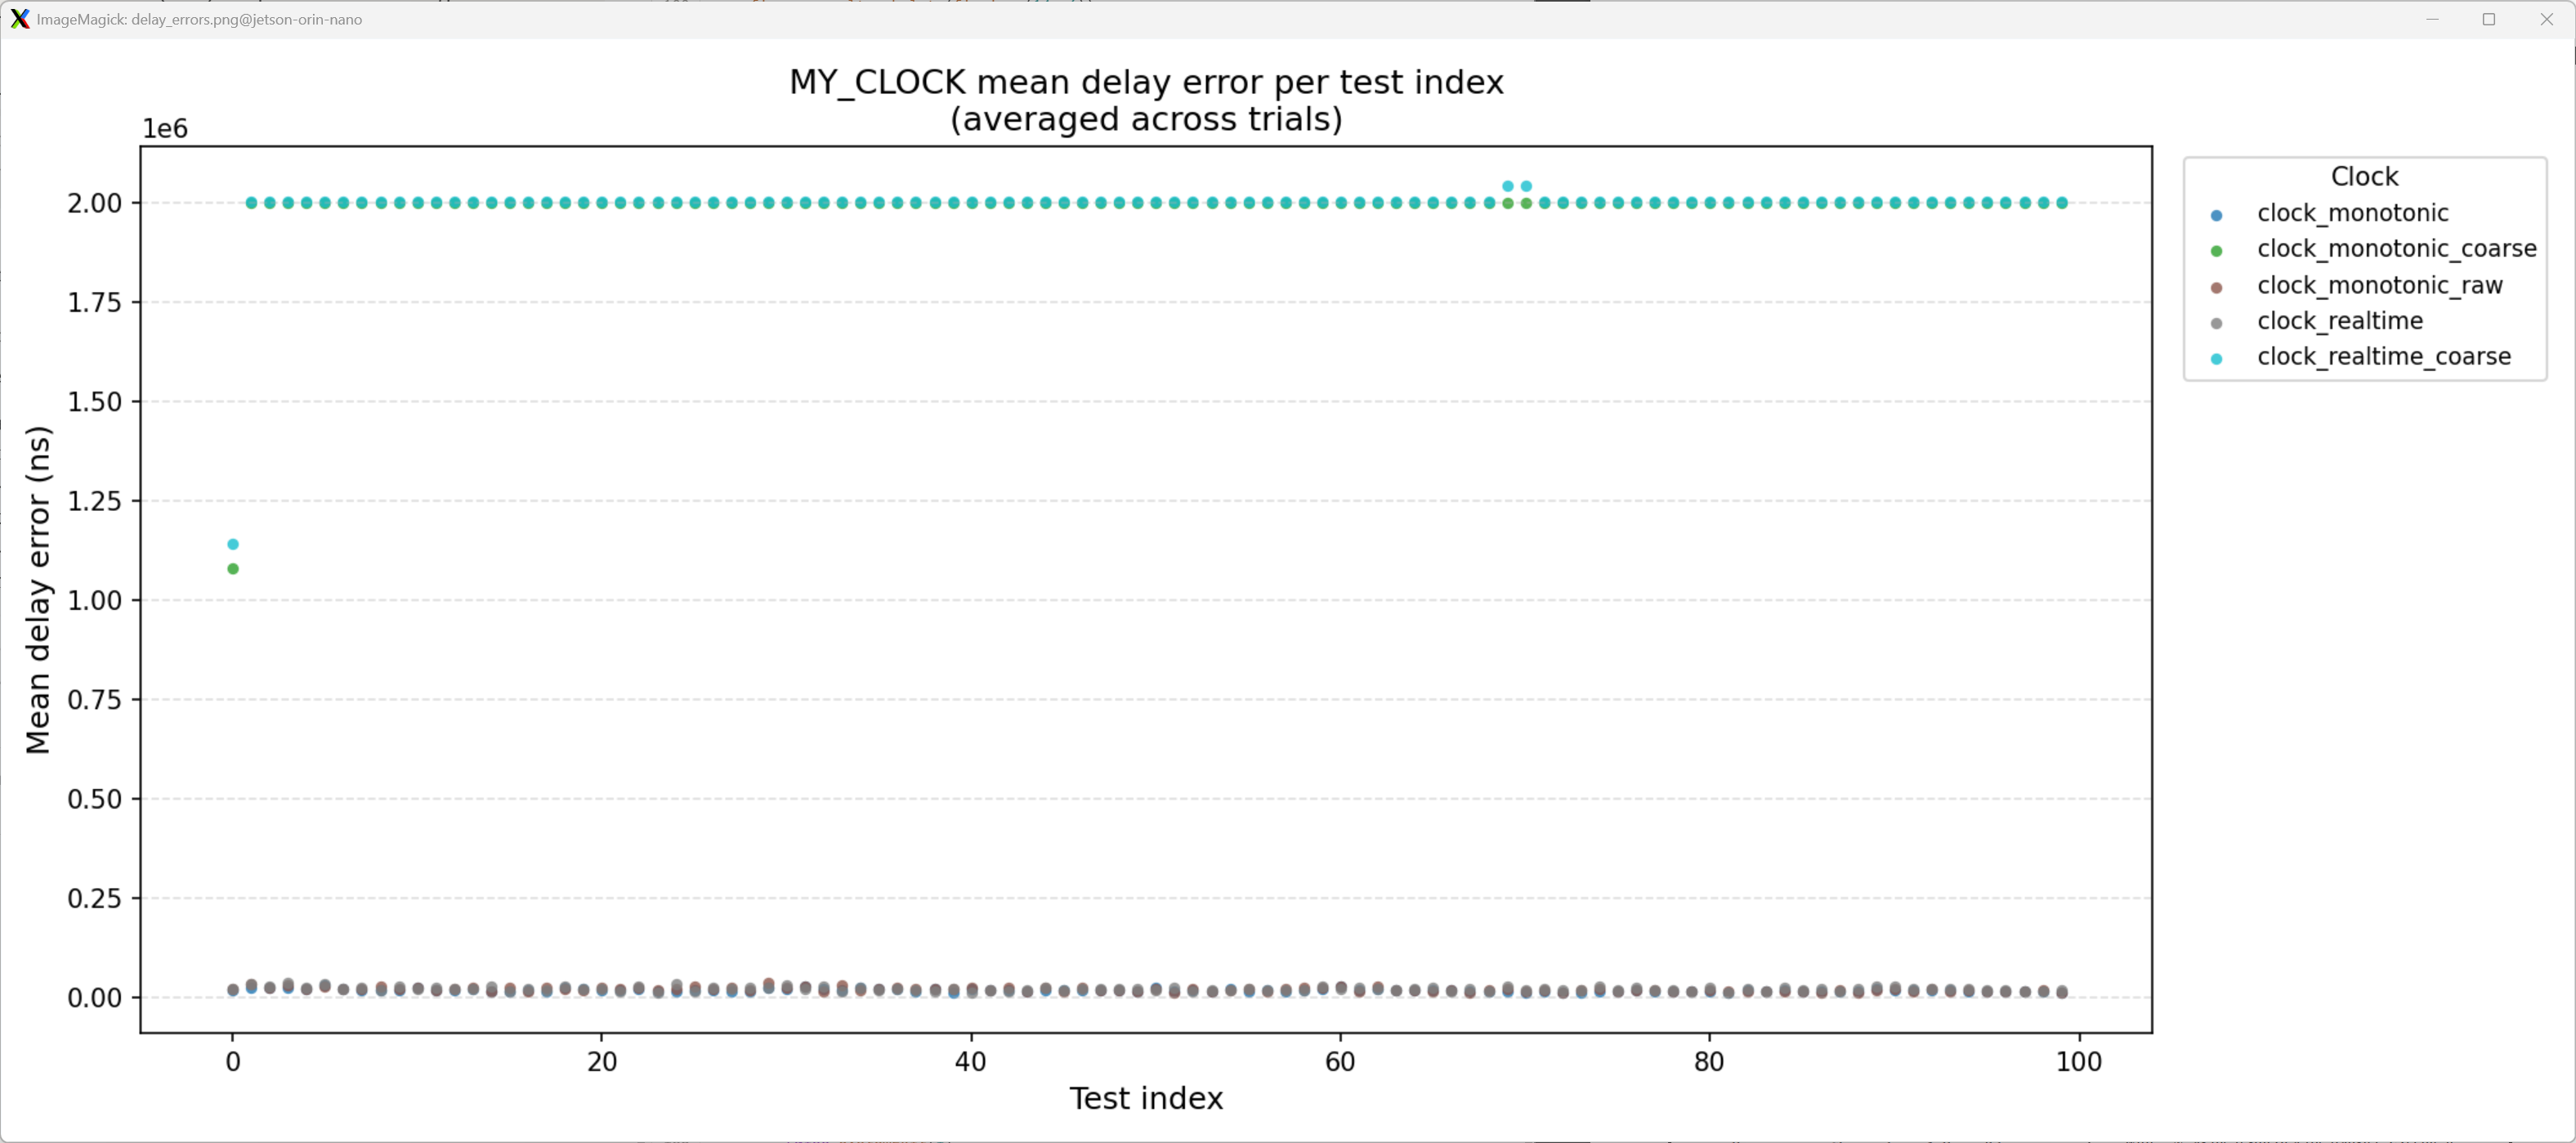 ImageMagick: delay_errors.png@jetson-orin-nano
MY_CLOCK mean delay error per test index
(averaged across trials)
1e6
2.00
1.75
1.50
1.25
1.00
0.75
0.50
0.25
0.00
Mean delay error (ns)
0
20
40
60
80
100
Test index
Clock
clock_monotonic
clock_monotonic_coarse
clock_monotonic_raw
clock_realtime
clock_realtime_coarse